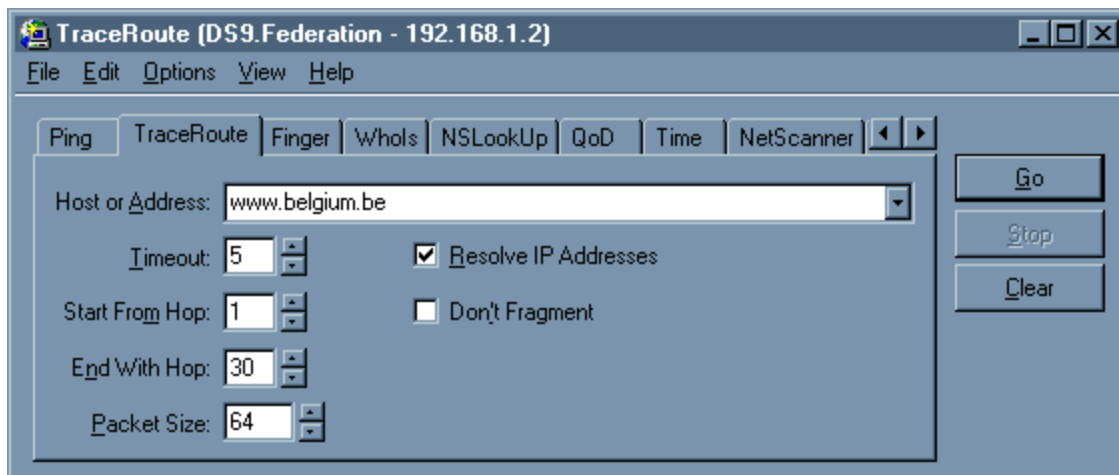 TraceRoute (DS9.Federation - 192.168.1.2)
File Edit Options View Help
Ping TraceRoute Finger WhoIs NSLookUp QoD Time NetScanner
Host or Address: www.belgium.be
Go
Timeout: 5 Resolve IP Addresses
Stop
Clear
Start From Hop: 1 Don't Fragment
End With Hop: 30
Packet Size: 64